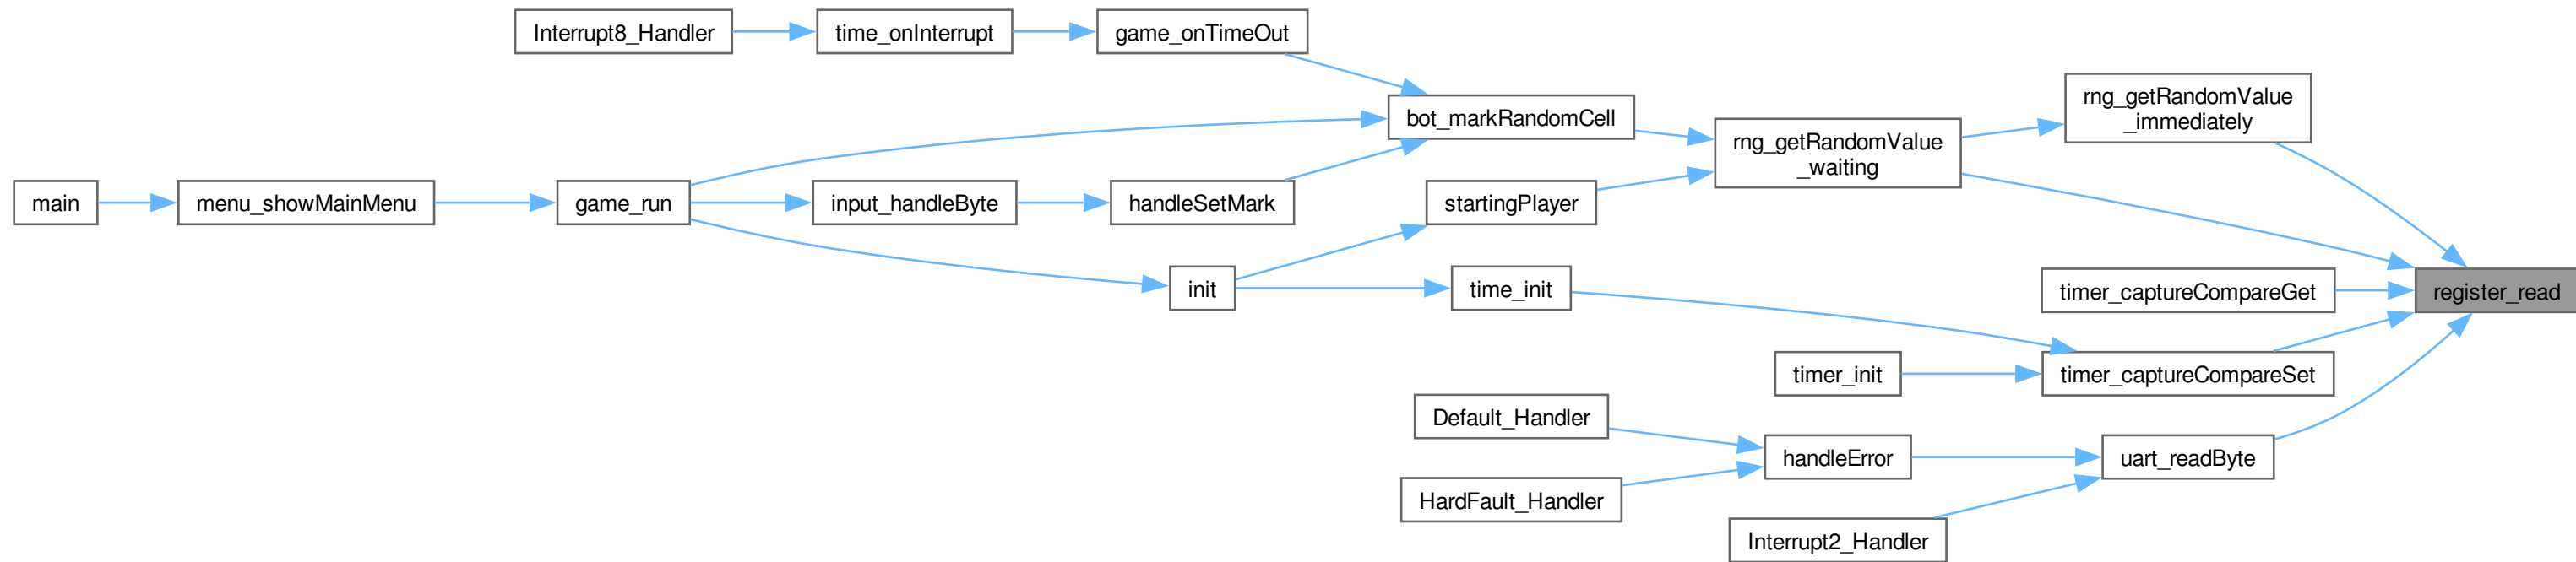 Interrupt8_Handler
time_onInterrupt
game_onTimeOut
bot_markRandomCell
rng_getRandomValue
_waiting
rng_getRandomValue
_immediately
main
menu_showMainMenu
game_run
input_handleByte
handleSetMark
startingPlayer
init
time_init
timer_captureCompareGet
register_read
timer_init
timer_captureCompareSet
Default_Handler
handleError
uart_readByte
HardFault_Handler
Interrupt2_Handler